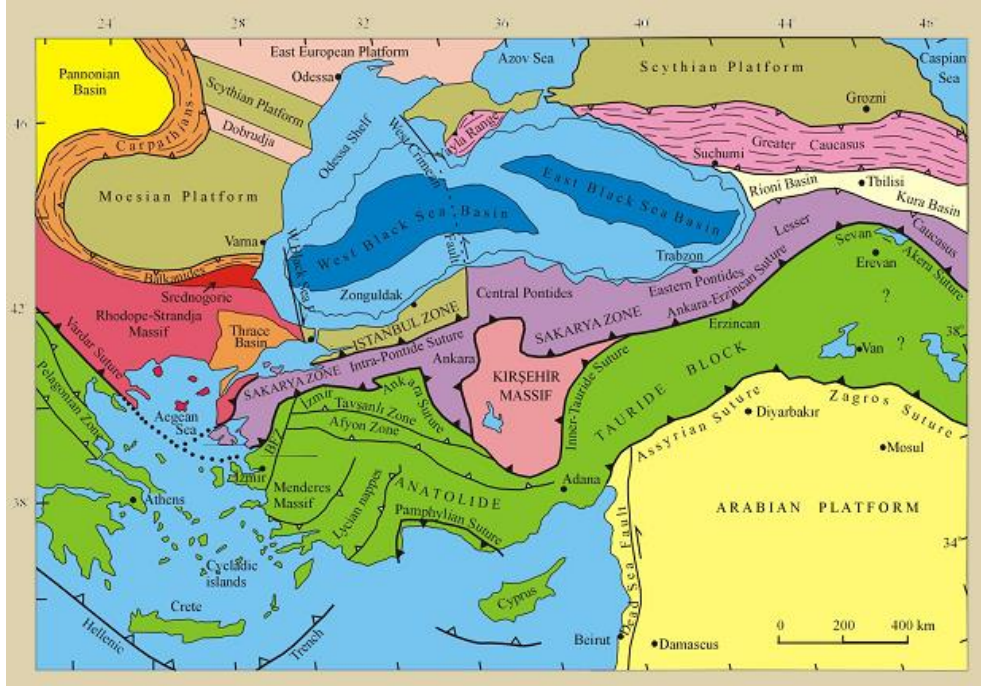 24˚
28˚
32˚
36˚
40˚
44˚
46˚
Pannonian
Basin
East European Platform
Odessa
Azov Sea
Scythian Platform
Caspian
Sea
Grozni
Scythian Platform
Dobrudja
Carpathians
46
Odessa Shelf
West Crimean
Fault
Yayla Range
Greater Caucasus
Suchumi
Rioni Basin
Tbilisi
Kura Basin
Moesian Platform
East Black Sea Basin
West Black Sea Basin
Varna
W.Black Sea F.
Balkanides
Srednogorie
Lesser
Caucasus
Sevan
Akera Suture
Erevan
Trabzon
Eastern Pontides
Zonguldak
Central Pontides
42
Rhodope-Strandja
Massif
Thrace
Basin
ISTANBUL ZONE
Intra-Pontide Suture
SAKARYA ZONE
SAKARYA ZONE
Ankara-Erzincan Suture
Erzincan
?
38˚
Van
?
Vardar Suture
Pelagonian Zone
Aegean
Sea
Ankara
KIRŞEHİR
MASSIF
Inner-Tauride Suture
TAURIDE BLOCK
İzmir
Ankara Suture
Tavşanlı Zone
Afyon Zone
BFZ
İzmir
Assyrian Suture
Zagros Suture
Diyarbakır
Mosul
Menderes
Massif
Lycian nappes
ANATOLIDE
Pamphylian Suture
Adana
38
Athens
ARABIAN PLATFORM
34˚
Cycladic
islands
Crete
Hellenic
Trench
Cyprus
Dead Sea Fault
Beirut
Damascus
0 200 400 km